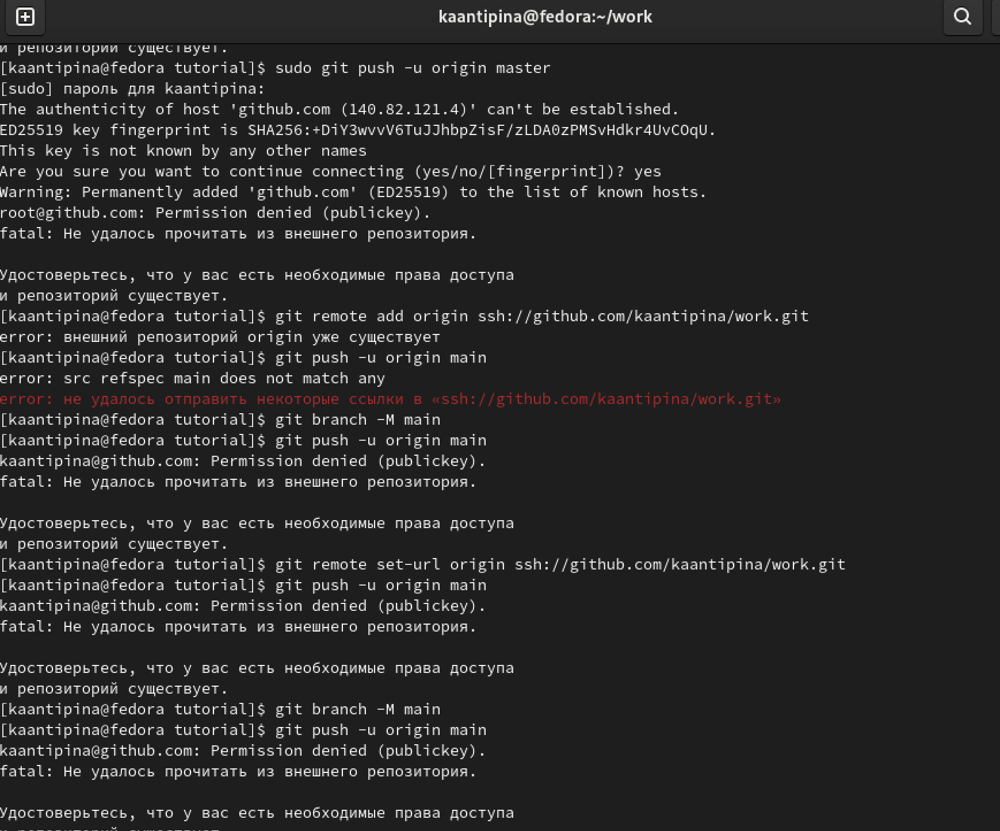 kaantipina@fedora:~/work
и репозиторий существует.
[kaantipina@fedora tutorial]$ sudo git push -u origin master
[sudo] пароль для kaantipina:
The authenticity of host 'github.com (140.82.121.4)' can't be established.
ED25519 key fingerprint is SHA256:+DiY3wvvV6TuJJhbpZisF/zLDA0zPMSvHdkr4UvCOqU.
This key is not known by any other names
Are you sure you want to continue connecting (yes/no/[fingerprint])? yes
Warning: Permanently added 'github.com' (ED25519) to the list of known hosts.
root@github.com: Permission denied (publickey).
fatal: Не удалось прочитать из внешнего репозитория.
Удостоверьтесь, что у вас есть необходимые права доступа
и репозиторий существует.
[kaantipina@fedora tutorial]$ git remote add origin ssh://github.com/kaantipina/work.git
error: внешний репозиторий origin уже существует
[kaantipina@fedora tutorial]$ git push -u origin main
error: src refspec main does not match any
error: не удалось отправить некоторые ссылки в «ssh://github.com/kaantipina/work.git»
[kaantipina@fedora tutorial]$ git branch -M main
[kaantipina@fedora tutorial]$ git push -u origin main
kaantipina@github.com: Permission denied (publickey).
fatal: Не удалось прочитать из внешнего репозитория.
Удостоверьтесь, что у вас есть необходимые права доступа
и репозиторий существует.
[kaantipina@fedora tutorial]$ git remote set-url origin ssh://github.com/kaantipina/work.git
[kaantipina@fedora tutorial]$ git push -u origin main
kaantipina@github.com: Permission denied (publickey).
fatal: Не удалось прочитать из внешнего репозитория.
Удостоверьтесь, что у вас есть необходимые права доступа
и репозиторий существует.
[kaantipina@fedora tutorial]$ git branch -M main
[kaantipina@fedora tutorial]$ git push -u origin main
kaantipina@github.com: Permission denied (publickey).
fatal: Не удалось прочитать из внешнего репозитория.
Удостоверьтесь, что у вас есть необходимые права доступа